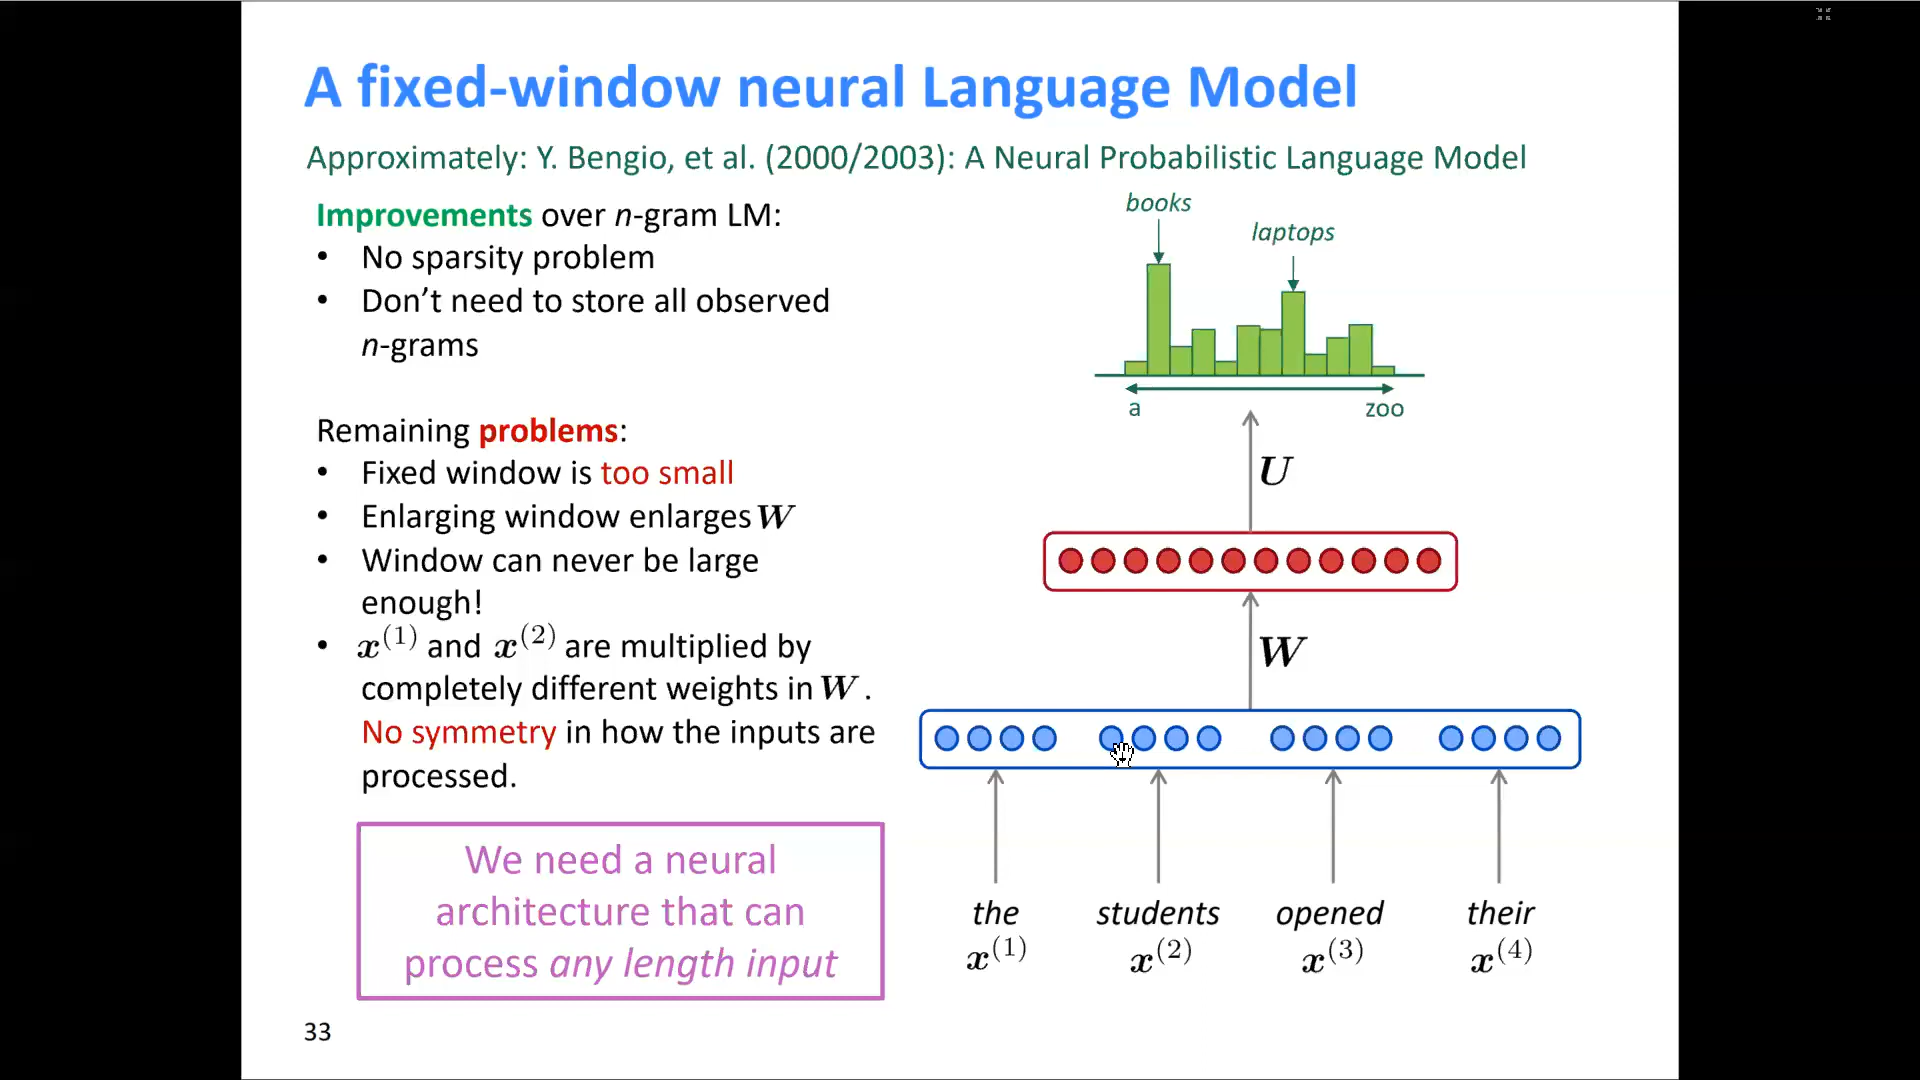 A fixed-window neural Language Model
Approximately: Y. Bengio, et al. (2000/2003): A Neural Probabilistic Language Model
Improvements over n-gram LM:
• No sparsity problem
• Don’t need to store all observed
n-grams
Remaining problems:
• Fixed window is too small
• Enlarging window enlarges W
• Window can never be large
enough!
• x(1) and x(2) are multiplied by
completely different weights in W .
No symmetry in how the inputs are
processed.
We need a neural
architecture that can
process any length input
books
laptops
a zoo
U
W
the students opened their
x(1) x(2) x(3) x(4)
33